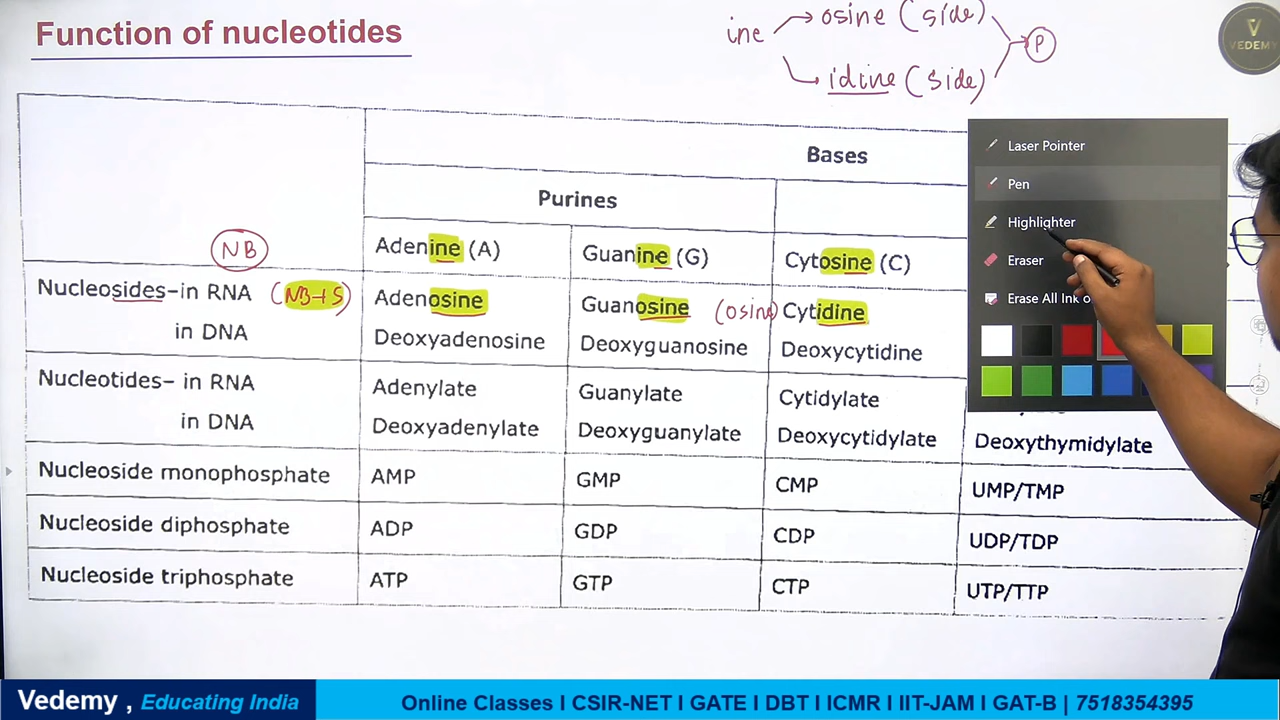 Function of nucleotides
ine
osine (side)
idine (side)
P
V
VEDEMY
Bases
Purines
NB
Adenine (A)
Guanine (G)
Cytosine (C)
Nucleosides-in RNA (NB+S)
Adenosine
Guanosine (osine)
Cytidine
in DNA
Deoxyadenosine
Deoxyguanosine
Deoxycytidine
Nucleotides- in RNA
Adenylate
Guanylate
Cytidylate
in DNA
Deoxyadenylate
Deoxyguanylate
Deoxycytidylate
Deoxythymidylate
Nucleoside monophosphate
AMP
GMP
CMP
UMP/TMP
Nucleoside diphosphate
ADP
GDP
CDP
UDP/TDP
Nucleoside triphosphate
ATP
GTP
CTP
UTP/TTP
Laser Pointer
Pen
Highlighter
Eraser
Erase All Ink o
Vedemy , Educating India
Online Classes I CSIR-NET I GATE I DBT I ICMR I IIT-JAM I GAT-B | 7518354395